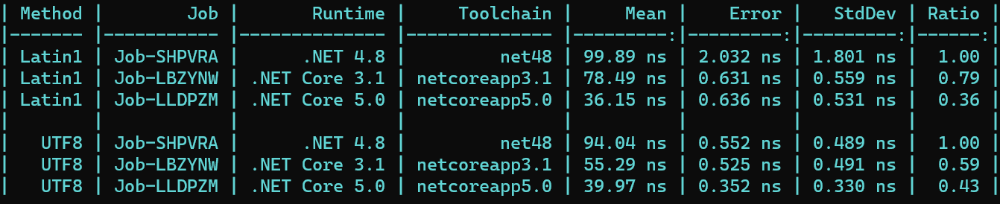 | Method |        Job |       Runtime |     Toolchain |     Mean |    Error |   StdDev | Ratio |
|------- |----------- |-------------- |-------------- |---------:|---------:|---------:|------:|
| Latin1 | Job-SHPVRA |      .NET 4.8 |         net48 | 99.89 ns | 2.032 ns | 1.801 ns |  1.00 |
| Latin1 | Job-LBZYNW | .NET Core 3.1 | netcoreapp3.1 | 78.49 ns | 0.631 ns | 0.559 ns |  0.79 |
| Latin1 | Job-LLDPZM | .NET Core 5.0 | netcoreapp5.0 | 36.15 ns | 0.636 ns | 0.531 ns |  0.36 |
|        |            |               |               |          |          |          |       |
|   UTF8 | Job-SHPVRA |      .NET 4.8 |         net48 | 94.04 ns | 0.552 ns | 0.489 ns |  1.00 |
|   UTF8 | Job-LBZYNW | .NET Core 3.1 | netcoreapp3.1 | 55.29 ns | 0.525 ns | 0.491 ns |  0.59 |
|   UTF8 | Job-LLDPZM | .NET Core 5.0 | netcoreapp5.0 | 39.97 ns | 0.352 ns | 0.330 ns |  0.43 |